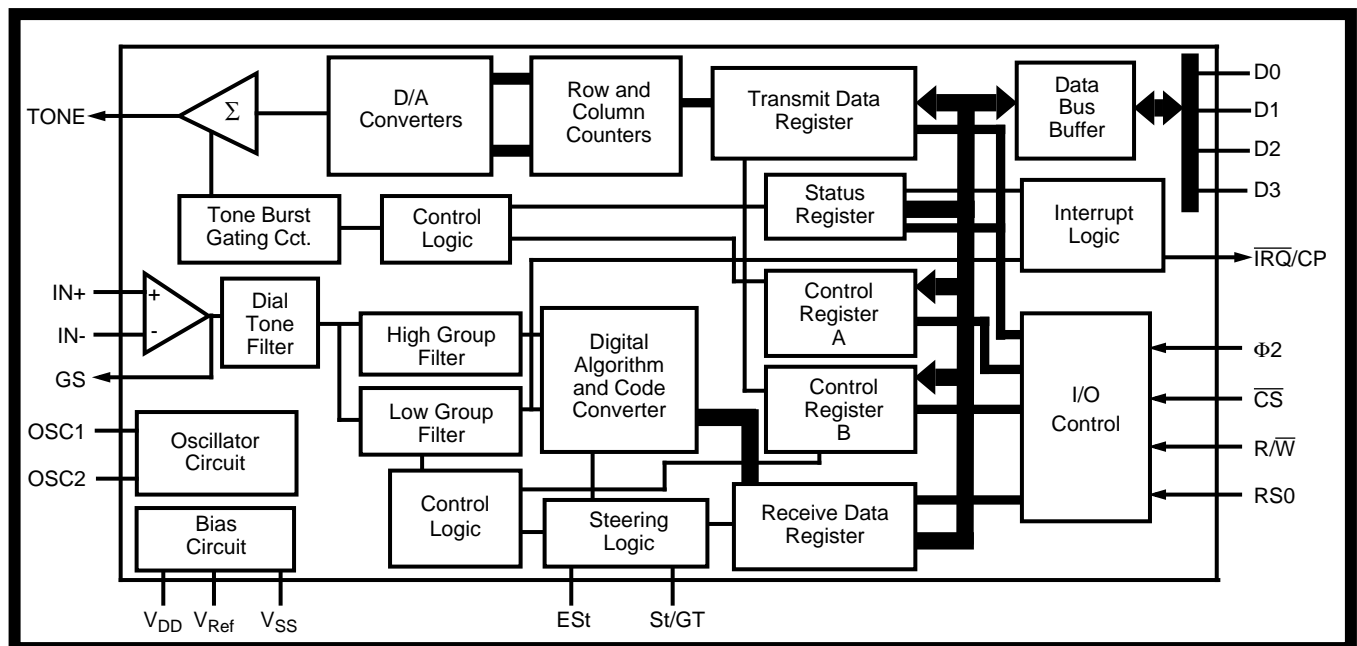 TONE
Σ
D/A
Converters
Row and
Column
Counters
Transmit Data
Register
Data
Bus
Buffer
D0
D1
D2
D3
Tone Burst
Gating Cct.
Control
Logic
Status
Register
Interrupt
Logic
I̅R̅Q̅/CP
IN+
IN-
GS
+
-
Dial
Tone
Filter
High Group
Filter
Low Group
Filter
Digital
Algorithm
and Code
Converter
Control
Register
A
Control
Register
B
I/O
Control
Φ2
C̅S̅
R/W̅
RS0
OSC1
OSC2
Oscillator
Circuit
Bias
Circuit
Control
Logic
Steering
Logic
Receive Data
Register
VDD
VRef
VSS
ESt
St/GT